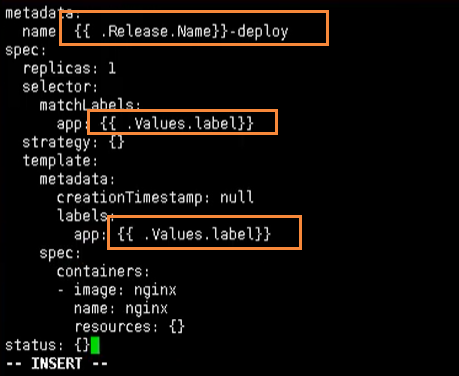 metadata:
  name: {{ .Release.Name}}-deploy
spec:
  replicas: 1
  selector:
    matchLabels:
      app: {{ .Values.label}}
  strategy: {}
  template:
    metadata:
      creationTimestamp: null
      labels:
        app: {{ .Values.label}}
    spec:
      containers:
      - image: nginx
        name: nginx
        resources: {}
status: {}
-- INSERT --